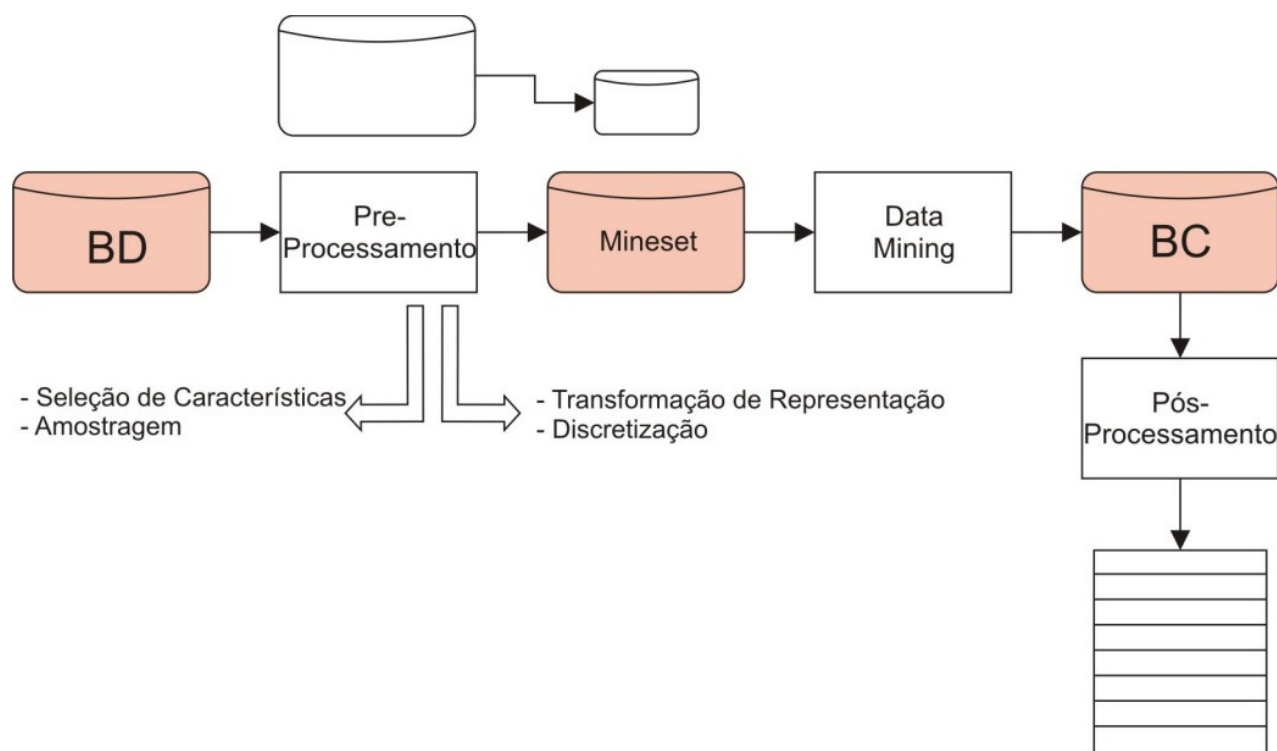 BD
Pre-
Processamento
Mineset
Data
Mining
BC
- Seleção de Características
- Amostragem
- Transformação de Representação
- Discretização
Pós-
Processamento